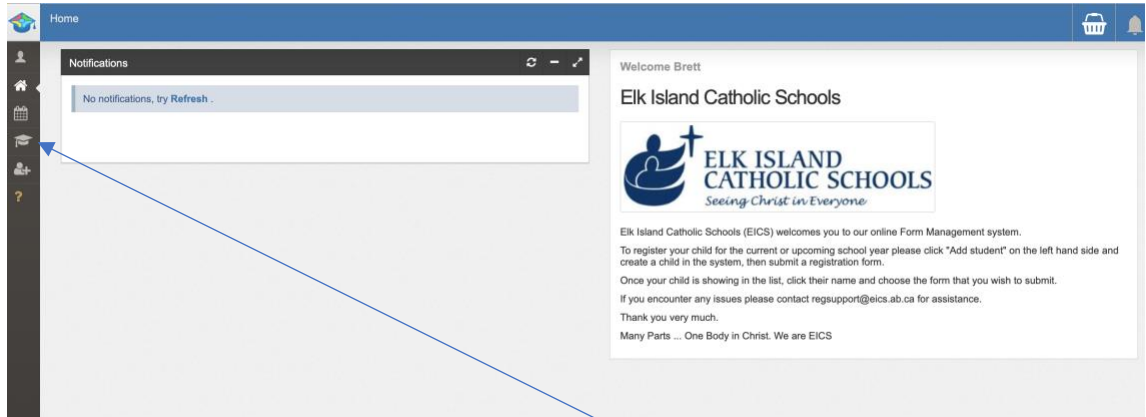 Home
Notifications
No notifications, try Refresh .
?
Welcome Brett
Elk Island Catholic Schools
ELK ISLAND
CATHOLIC SCHOOLS
Seeing Christ in Everyone
Elk Island Catholic Schools (EICS) welcomes you to our online Form Management system.
To register your child for the current or upcoming school year please click "Add student" on the left hand side and
create a child in the system, then submit a registration form.
Once your child is showing in the list, click their name and choose the form that you wish to submit.
If you encounter any issues please contact regsupport@eics.ab.ca for assistance.
Thank you very much.
Many Parts ... One Body in Christ. We are EICS